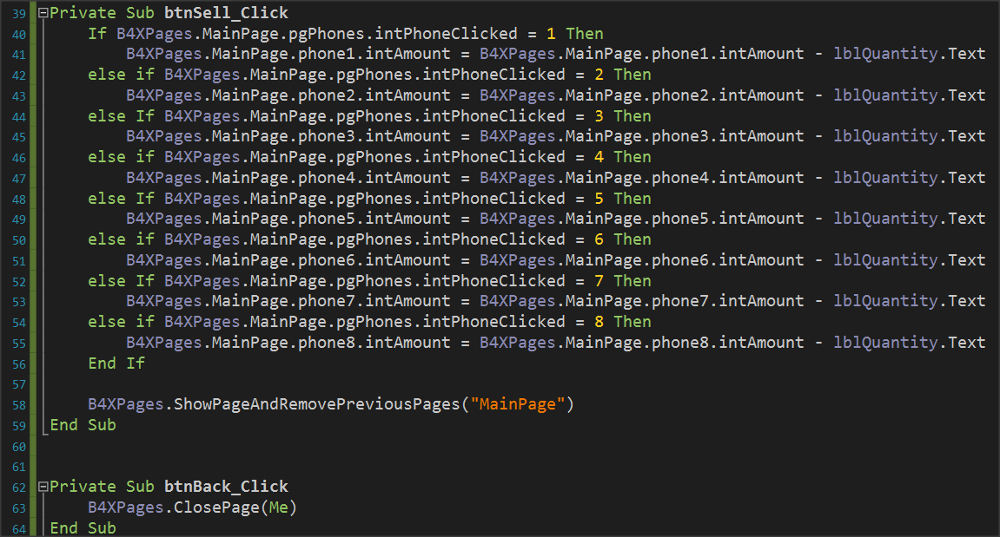 39 Private Sub btnSell_Click
40 If B4XPages.MainPage.pgPhones.intPhoneClicked = 1 Then
41 B4XPages.MainPage.phone1.intAmount = B4XPages.MainPage.phone1.intAmount - lblQuantity.Text
42 else if B4XPages.MainPage.pgPhones.intPhoneClicked = 2 Then
43 B4XPages.MainPage.phone2.intAmount = B4XPages.MainPage.phone2.intAmount - lblQuantity.Text
44 else If B4XPages.MainPage.pgPhones.intPhoneClicked = 3 Then
45 B4XPages.MainPage.phone3.intAmount = B4XPages.MainPage.phone3.intAmount - lblQuantity.Text
46 else if B4XPages.MainPage.pgPhones.intPhoneClicked = 4 Then
47 B4XPages.MainPage.phone4.intAmount = B4XPages.MainPage.phone4.intAmount - lblQuantity.Text
48 else If B4XPages.MainPage.pgPhones.intPhoneClicked = 5 Then
49 B4XPages.MainPage.phone5.intAmount = B4XPages.MainPage.phone5.intAmount - lblQuantity.Text
50 else if B4XPages.MainPage.pgPhones.intPhoneClicked = 6 Then
51 B4XPages.MainPage.phone6.intAmount = B4XPages.MainPage.phone6.intAmount - lblQuantity.Text
52 else If B4XPages.MainPage.pgPhones.intPhoneClicked = 7 Then
53 B4XPages.MainPage.phone7.intAmount = B4XPages.MainPage.phone7.intAmount - lblQuantity.Text
54 else if B4XPages.MainPage.pgPhones.intPhoneClicked = 8 Then
55 B4XPages.MainPage.phone8.intAmount = B4XPages.MainPage.phone8.intAmount - lblQuantity.Text
56 End If
57
58 B4XPages.ShowPageAndRemovePreviousPages("MainPage")
59 End Sub
60
61
62 Private Sub btnBack_Click
63 B4XPages.ClosePage(Me)
64 End Sub